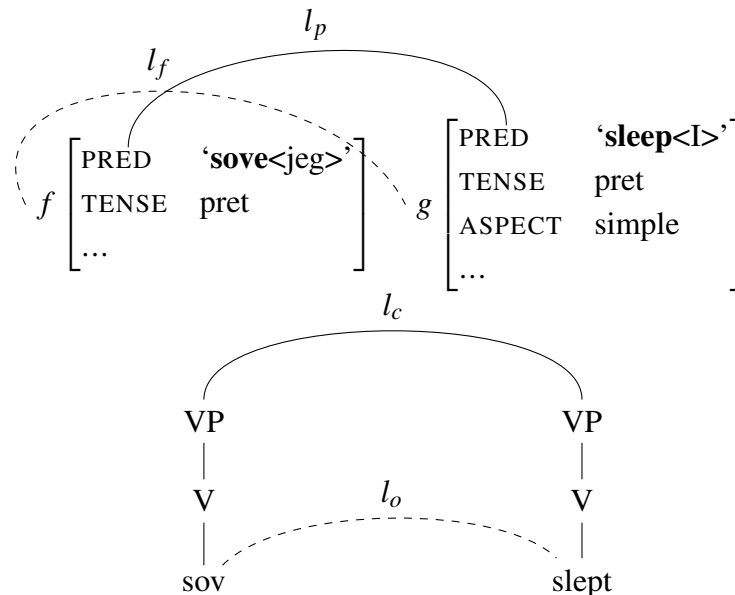 l_p
l_f
PRED ‘sove<jeg>’
f TENSE pret
...
PRED ‘sleep<I>’
TENSE pret
g ASPECT simple
...
l_c
VP VP
V V
l_o
sov slept